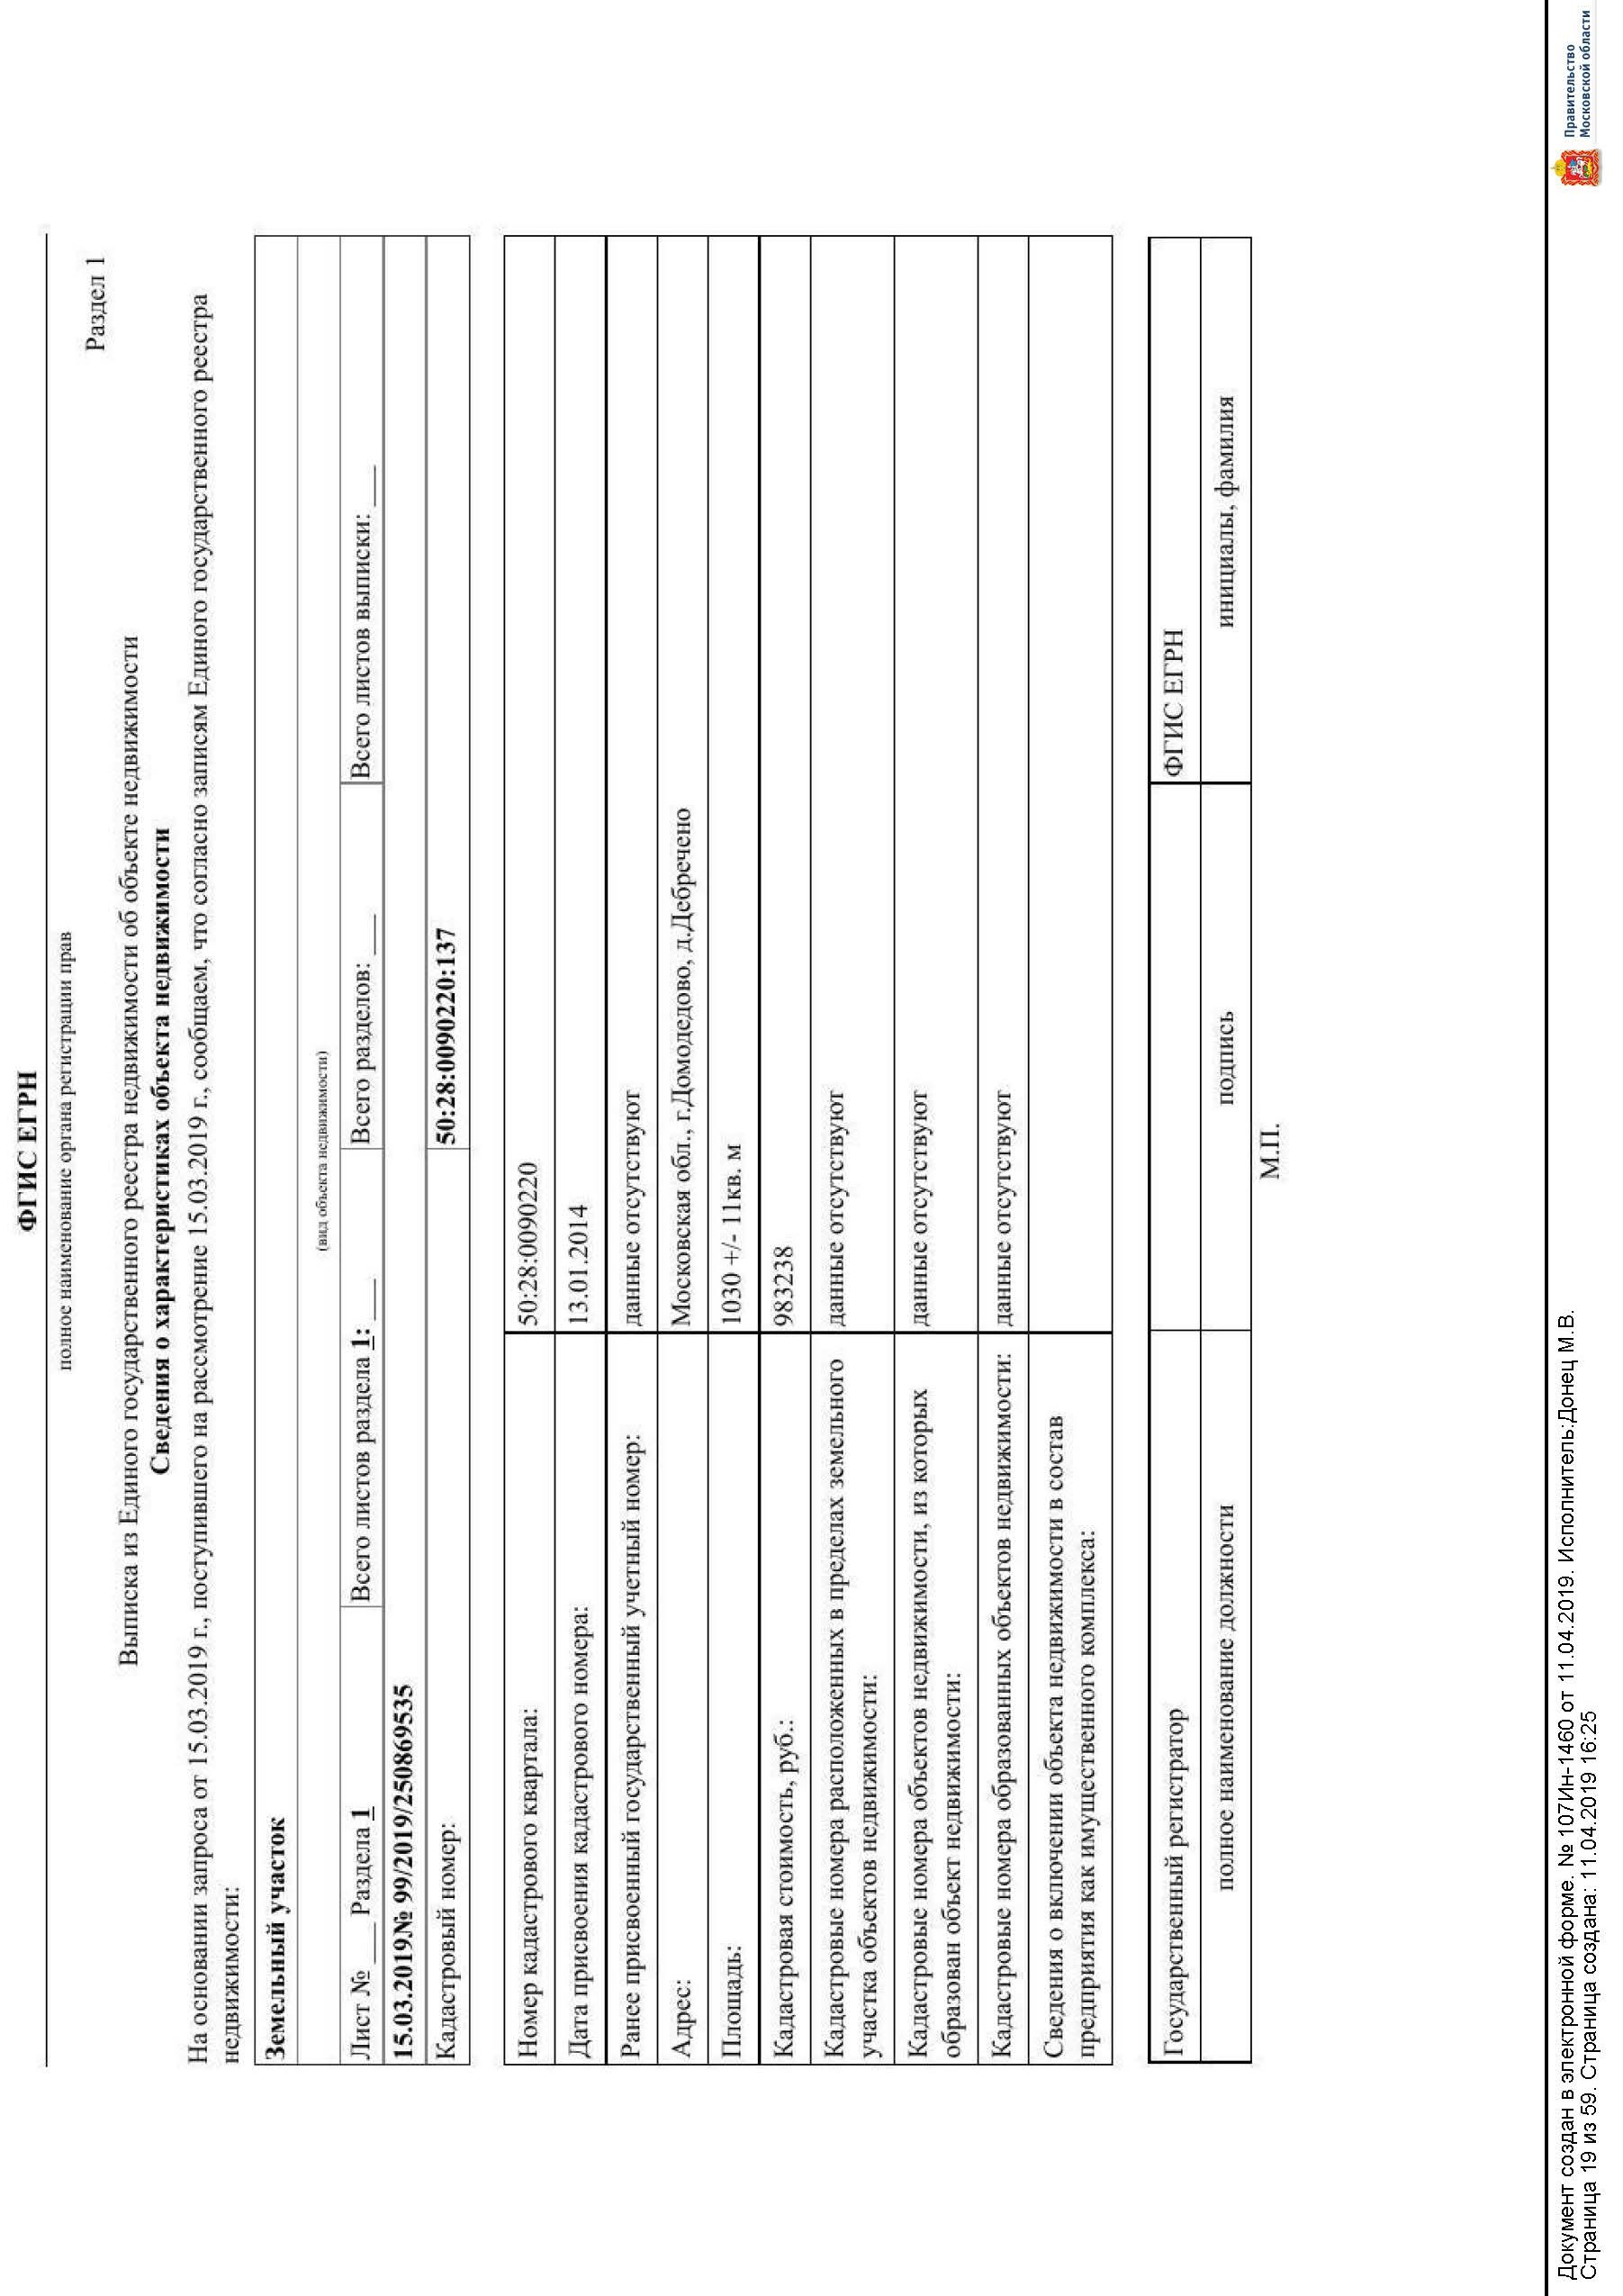 ФГИС ЕГРН
полное наименование органа регистрации прав
Раздел 1
Выписка из Единого государственного реестра недвижимости об объекте недвижимости
Сведения о характеристиках объекта недвижимости
На основании запроса от 15.03.2019 г., поступившего на рассмотрение 15.03.2019 г., сообщаем, что согласно записям Единого государственного реестра
недвижимости:
Земельный участок
(вид объекта недвижимости)
Лист № ___ Раздела 1 Всего листов раздела 1: ___ Всего разделов: ___ Всего листов выписки: ___
15.03.2019№ 99/2019/250869535
Кадастровый номер: 50:28:0090220:137
Номер кадастрового квартала: 50:28:0090220
Дата присвоения кадастрового номера: 13.01.2014
Ранее присвоенный государственный учетный номер: данные отсутствуют
Адрес: Московская обл., г.Домодедово, д.Дебречено
Площадь: 1030 +/- 11кв. м
Кадастровая стоимость, руб.: 983238
Кадастровые номера расположенных в пределах земельного данные отсутствуют
участка объектов недвижимости:
Кадастровые номера объектов недвижимости, из которых данные отсутствуют
образован объект недвижимости:
Кадастровые номера образованных объектов недвижимости: данные отсутствуют
Сведения о включении объекта недвижимости в состав
предприятия как имущественного комплекса:
Государственный регистратор ФГИС ЕГРН
полное наименование должности подпись инициалы, фамилия
М.П.
Документ создан в электронной форме. № 107Ин-1460 от 11.04.2019. Исполнитель:Донец М.В.
Страница 19 из 59. Страница создана: 11.04.2019 16:25
Правительство
Московской области